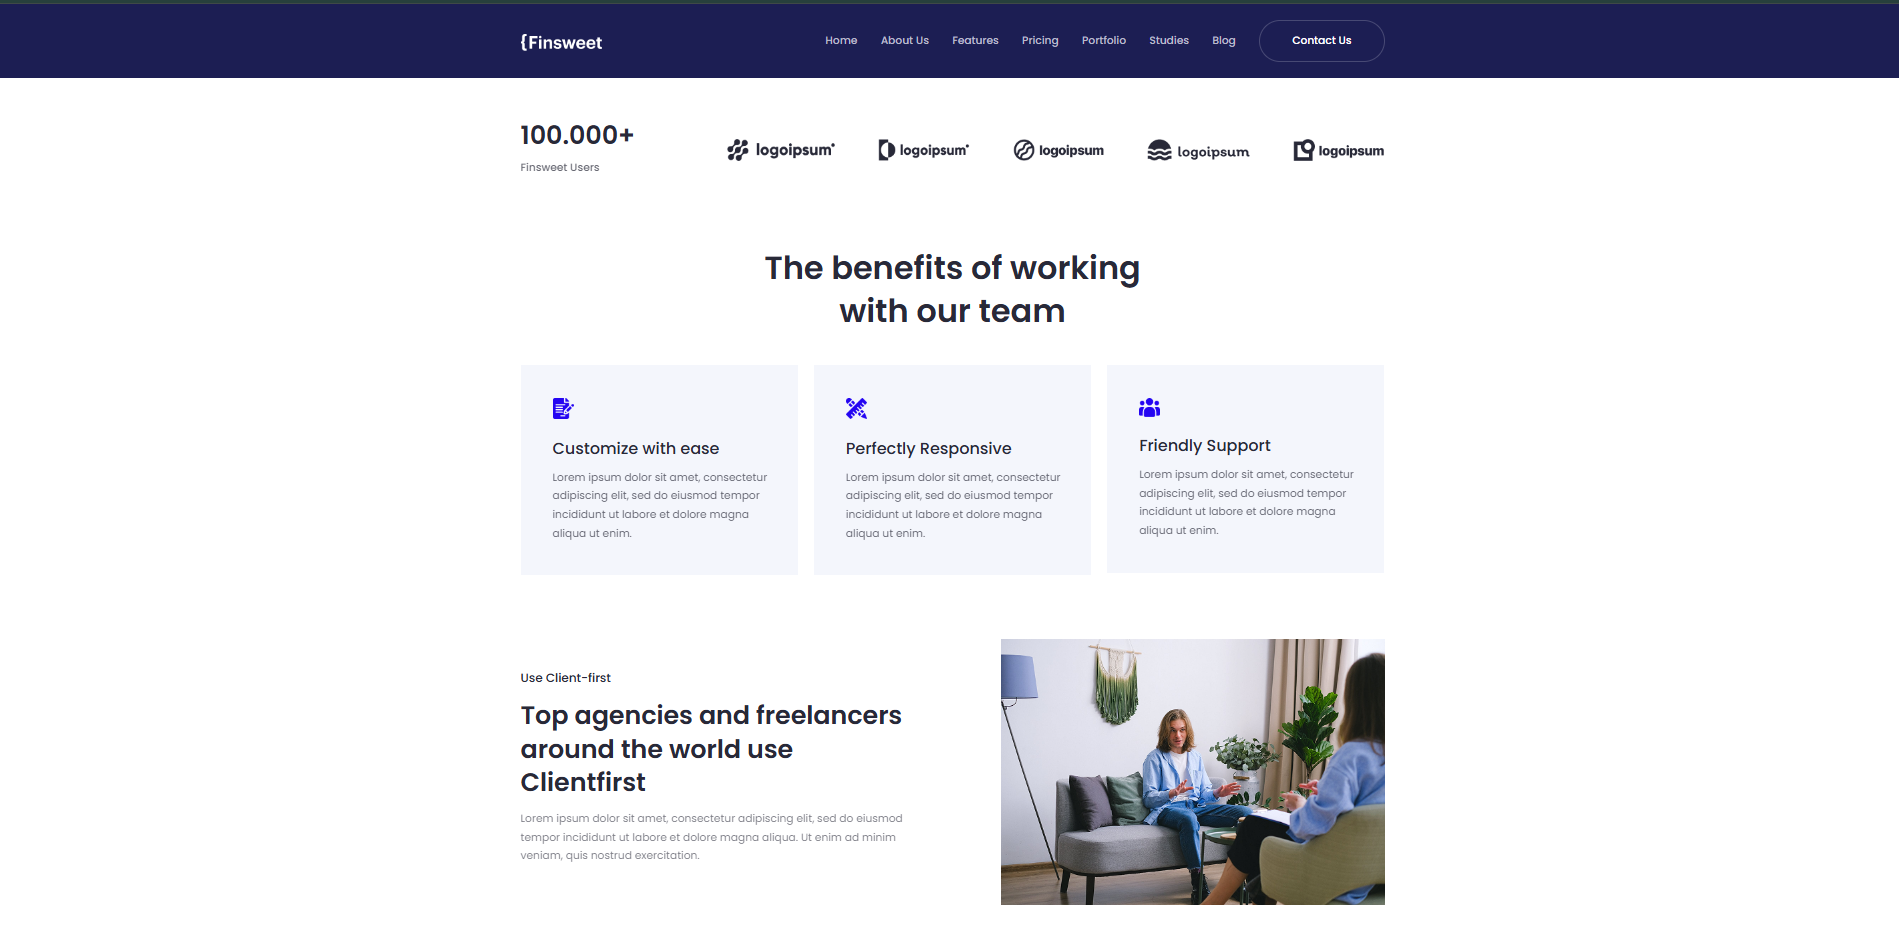 {Finsweet
Home About Us Features Pricing Portfolio Studies Blog Contact Us
100.000+
Finsweet Users
logoipsum logoipsum logoipsum logoipsum logoipsum
The benefits of working
with our team
Customize with ease
Lorem ipsum dolor sit amet, consectetur
adipiscing elit, sed do eiusmod tempor
incididunt ut labore et dolore magna
aliqua ut enim.
Perfectly Responsive
Lorem ipsum dolor sit amet, consectetur
adipiscing elit, sed do eiusmod tempor
incididunt ut labore et dolore magna
aliqua ut enim.
Friendly Support
Lorem ipsum dolor sit amet, consectetur
adipiscing elit, sed do eiusmod tempor
incididunt ut labore et dolore magna
aliqua ut enim.
Use Client-first
Top agencies and freelancers
around the world use
Clientfirst
Lorem ipsum dolor sit amet, consectetur adipiscing elit, sed do eiusmod
tempor incididunt ut labore et dolore magna aliqua. Ut enim ad minim
veniam, quis nostrud exercitation.